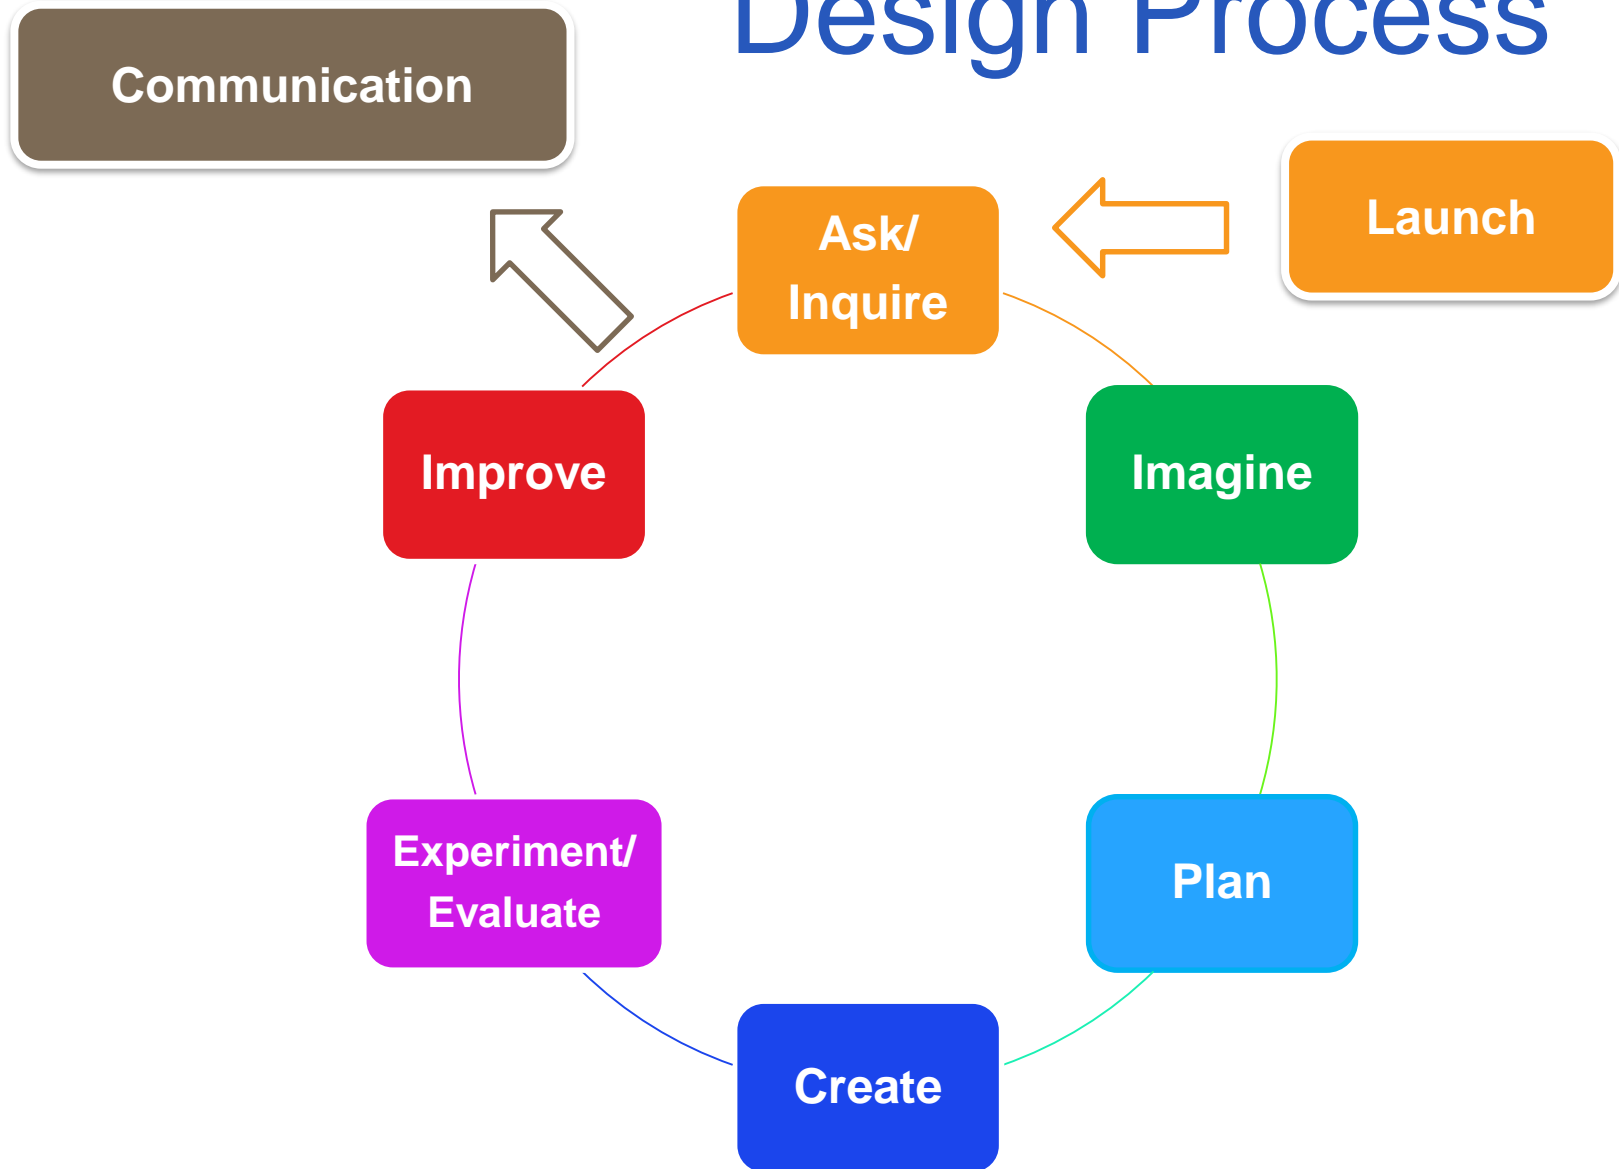 Design Process
Communication
Launch
Ask/
Inquire
Imagine
Plan
Create
Experiment/
Evaluate
Improve